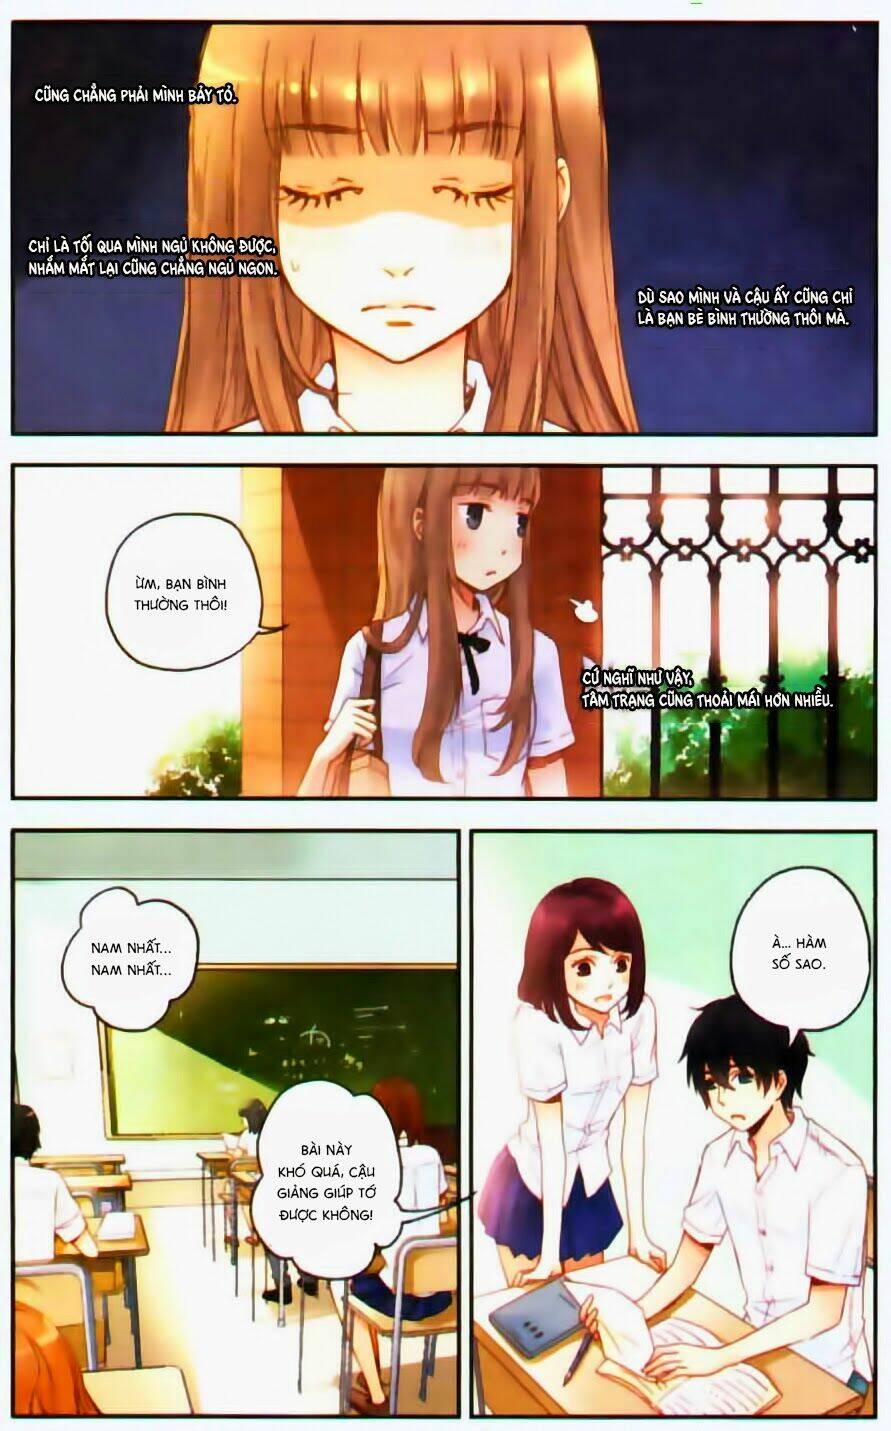 CŨNG CHẲNG PHẢI MÌNH BẢY TỎ.
CHỈ LÀ TỐI QUA MÌNH NGỦ KHÔNG ĐƯỢC,
NHẮM MẮT LẠI CŨNG CHẲNG NGỦ NGON.
DÙ SAO MÌNH VÀ CẬU ẤY CŨNG CHỈ
LÀ BẠN BÈ BÌNH THƯỜNG THÔI MÀ.
ỪM, BẠN BÌNH
THƯỜNG THÔI!
CỨ NGHĨ NHƯ VẬY,
TÂM TRẠNG CŨNG THOẢI MÁI HƠN NHIỀU.
NAM NHẤT...
NAM NHẤT...
BÀI NÀY
KHÓ QUÁ, CẬU
GIẢNG GIÚP TỚ
ĐƯỢC KHÔNG!
À... HÀM
SỐ SAO.